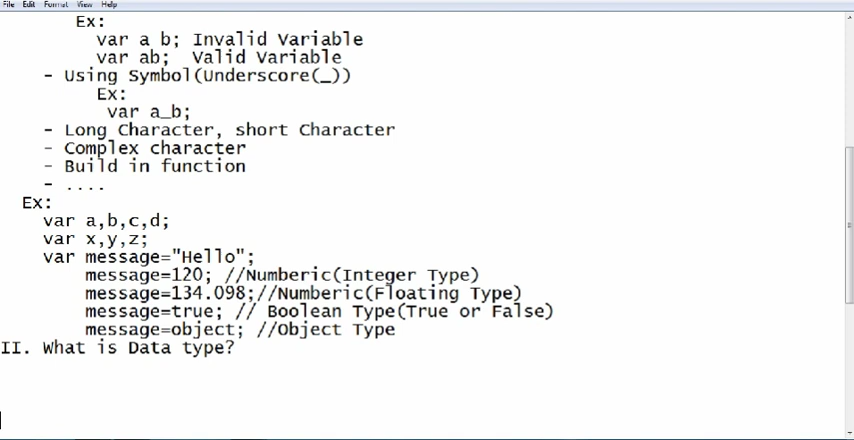 File Edit Format View Help
Ex:
var a b; Invalid Variable
var ab;  Valid Variable
- Using Symbol(Underscore(_))
Ex:
var a_b;
- Long Character, short Character
- Complex character
- Build in function
- ....
Ex:
var a,b,c,d;
var x,y,z;
var message="Hello";
message=120; //Numberic(Integer Type)
message=134.098;//Numberic(Floating Type)
message=true; // Boolean Type(True or False)
message=object; //Object Type
II. What is Data type?